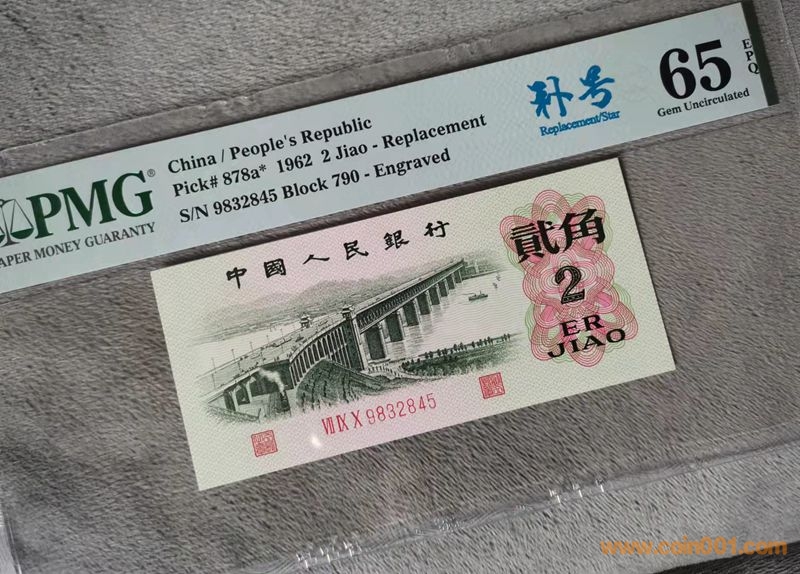 PMG®
PAPER MONEY GUARANTY
China / People's Republic
Pick# 878a* 1962 2 Jiao - Replacement
S/N 9832845 Block 790 - Engraved
补号
Replacement/Star
65 EPQ
Gem Uncirculated
中國人民銀行
貳角
2
ER
JIAO
VII IX X 9832845
www.coin001.com